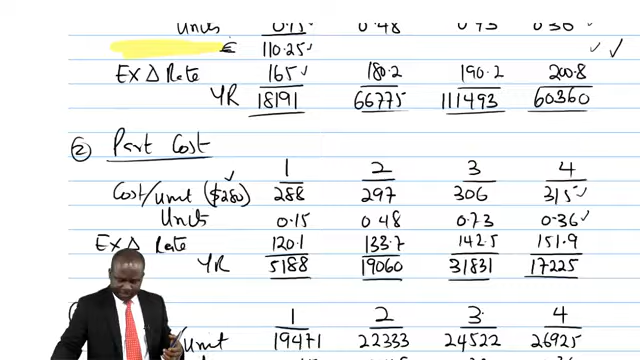 Units 0.15 0.48 0.73 0.36
£ 110.25
EX Δ Rate 165 180.2 190.2 200.8
YR 18191 66775 111493 60360
② Part Cost
1 2 3 4
Cost/unit ($280) 288 297 306 315
Units 0.15 0.48 0.73 0.36
EX Δ Rate 120.1 133.7 142.5 151.9
YR 5188 19060 31831 17225
1 2 3 4
/unit 19471 22333 24522 26925